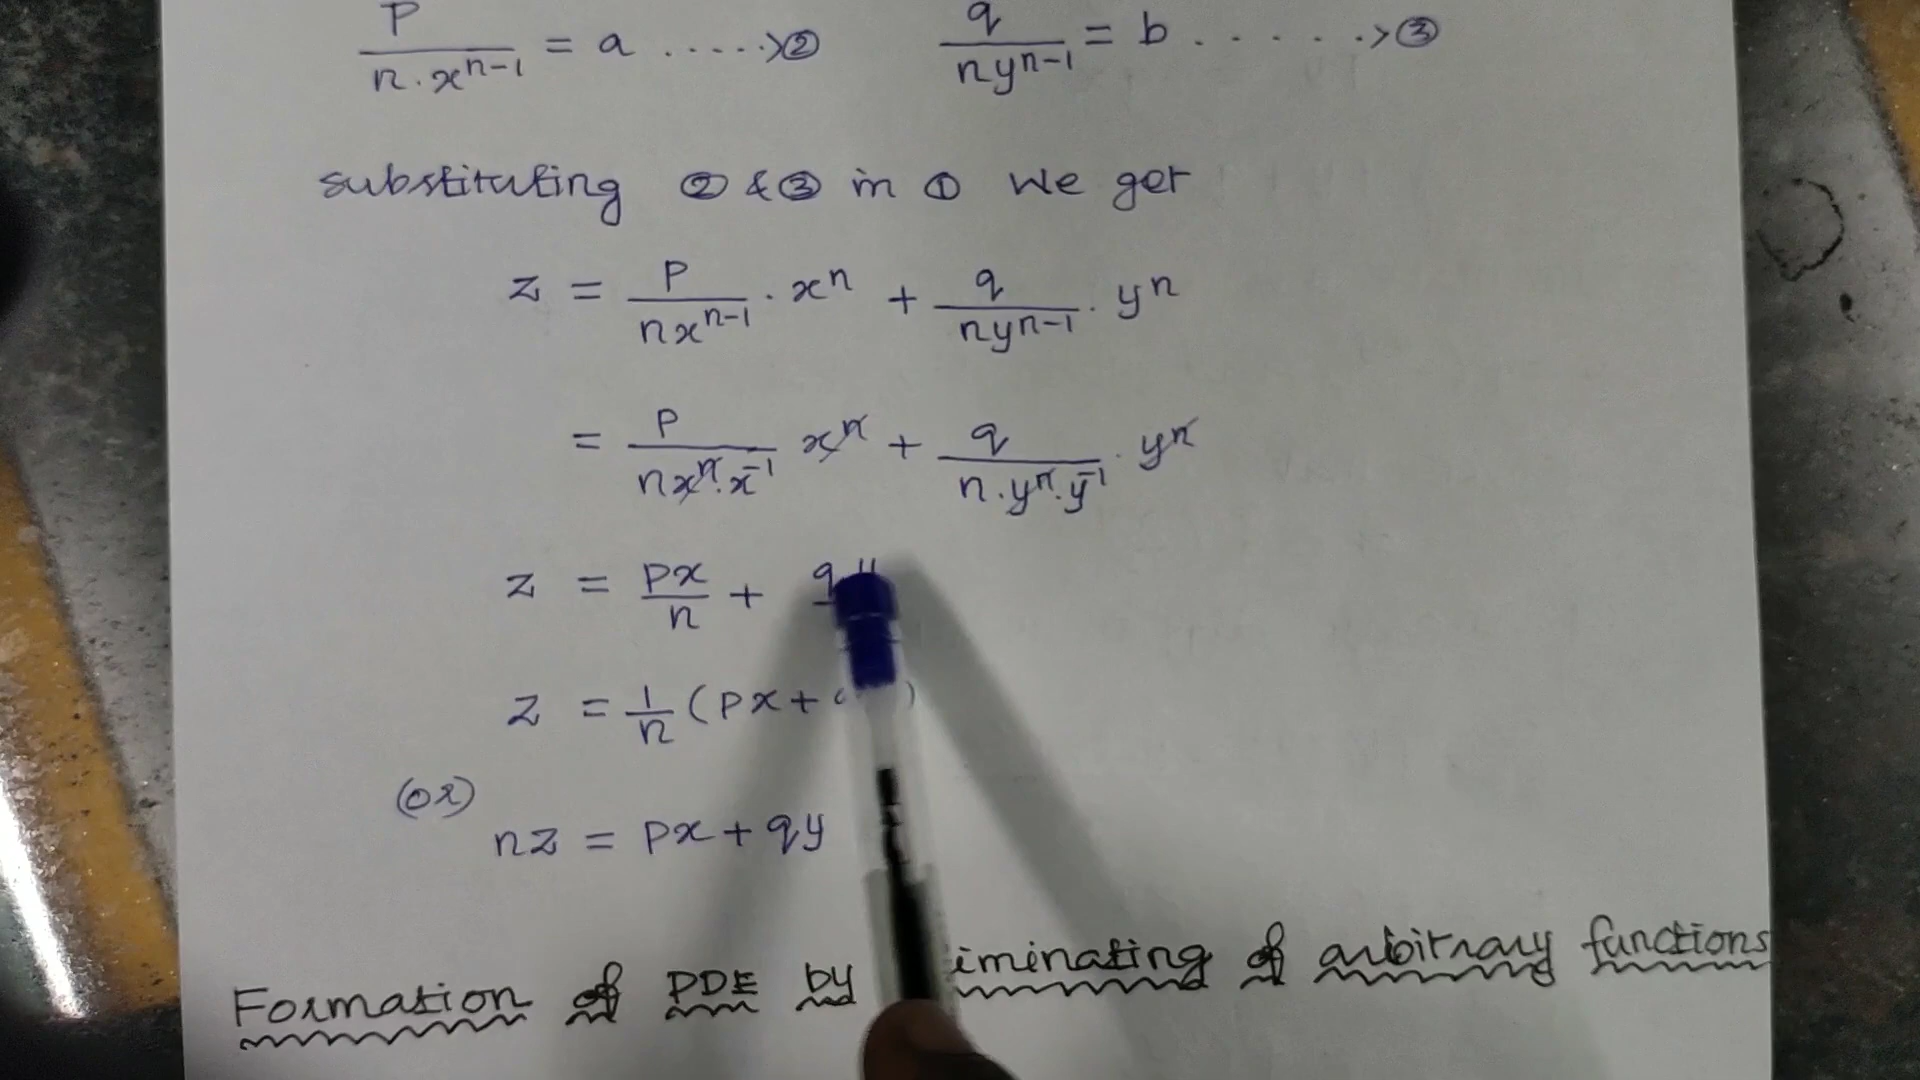 p/(n.x^(n-1)) = a .....>② q/(ny^(n-1)) = b ......>③
substituting ② & ③ in ① We get
z = p/(nx^(n-1)) . x^n + q/(ny^(n-1)) . y^n
= p/(nx^n.x^-1) x^n + q/(n.y^n.y^-1) . y^n
z = px/n +
z = 1/n (px +
(or)
nz = px + qy
Formation of PDE by of arbitrary functions